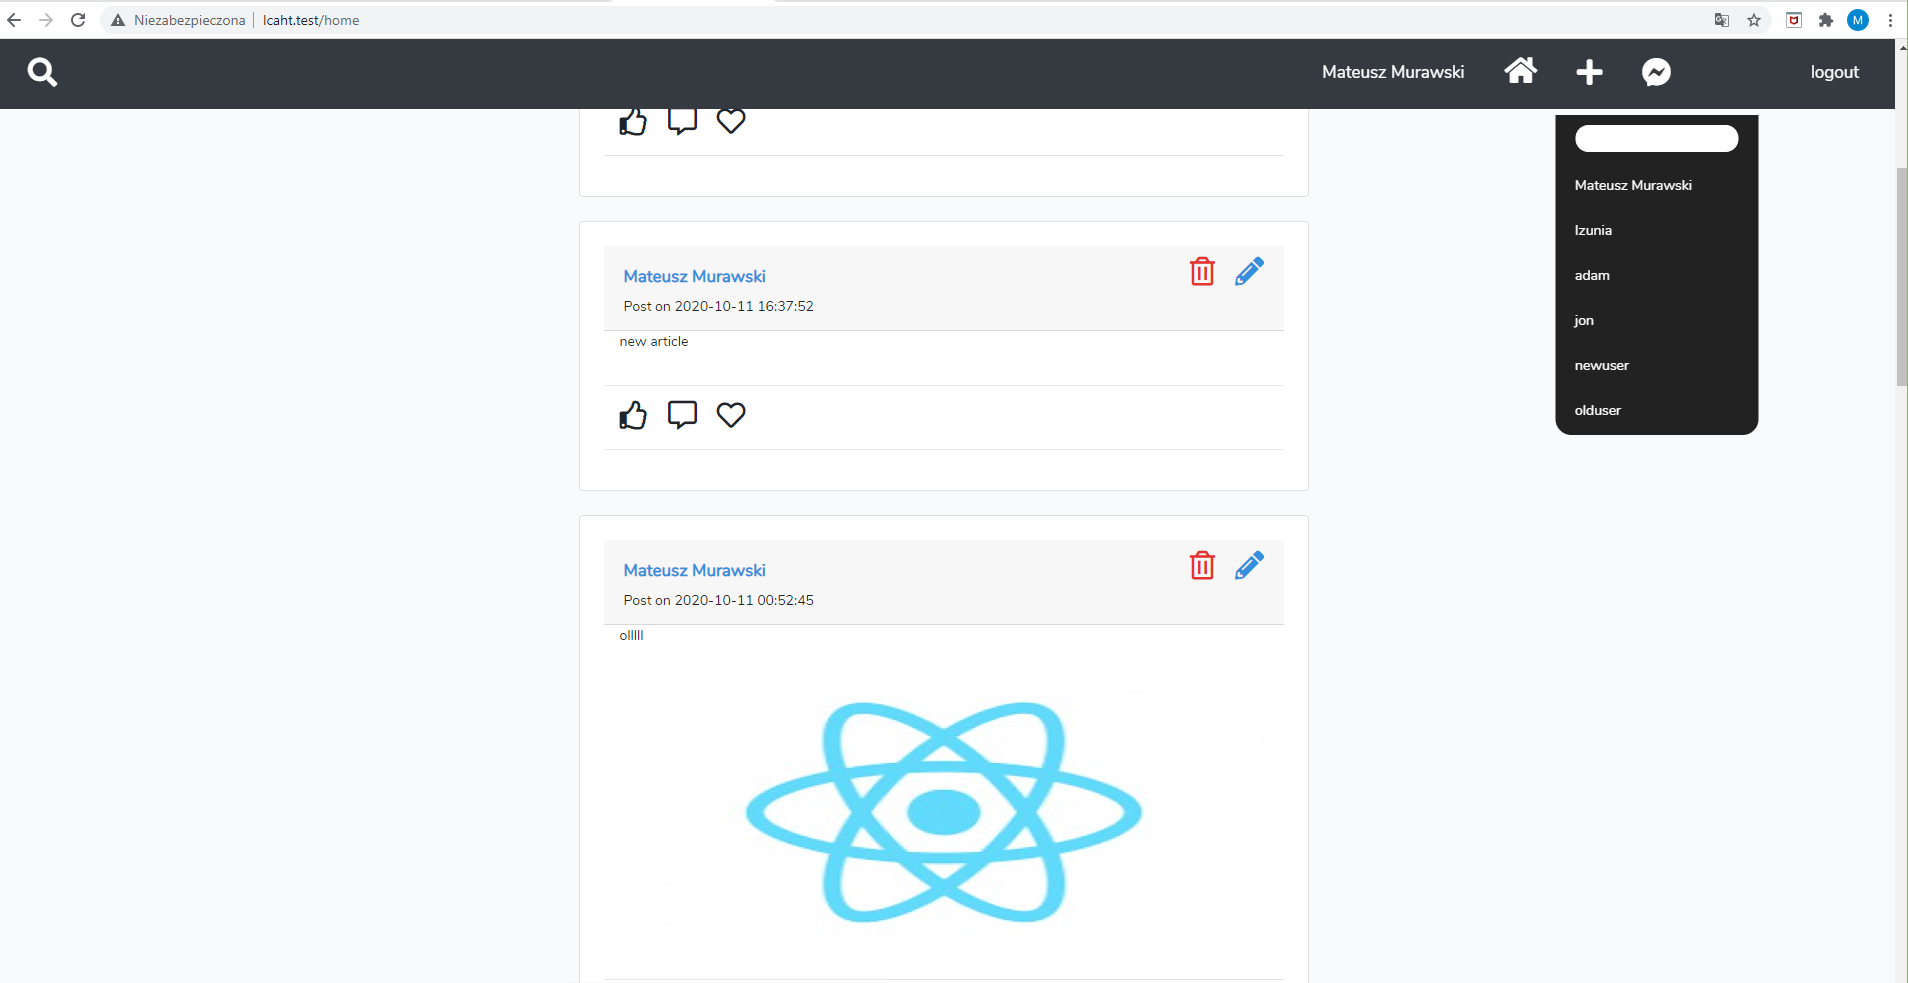 Niezabezpieczona | lcaht.test/home
M
Mateusz Murawski
logout
Mateusz Murawski
Post on 2020-10-11 16:37:52
new article
Mateusz Murawski
Post on 2020-10-11 00:52:45
olllll
Mateusz Murawski
Izunia
adam
jon
newuser
olduser